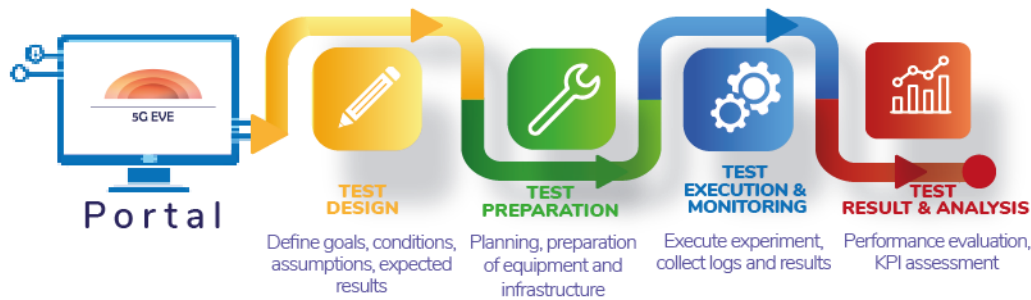 5G EVE
Portal
TEST
DESIGN
Define goals, conditions,
assumptions, expected
results
TEST
PREPARATION
Planning, preparation
of equipment and
infrastructure
TEST
EXECUTION &
MONITORING
Execute experiment,
collect logs and results
TEST
RESULT & ANALYSIS
Performance evaluation,
KPI assessment